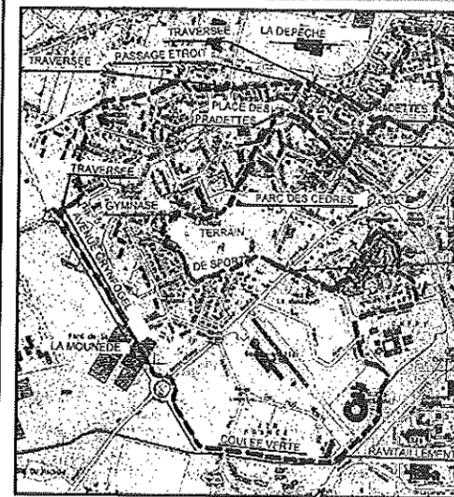 TRAVERSEE
LA DEPECHE
TRAVERSEE
PASSAGE ETROIT
PLACE DES
PRADETTES
RADETTES
TRAVERSEE
GYMNASE
PARC DES CEDRES
TERRAIN
DE SPORT
LA MOUNEDE
COULEE VERTE
RAVITAILLEMENT